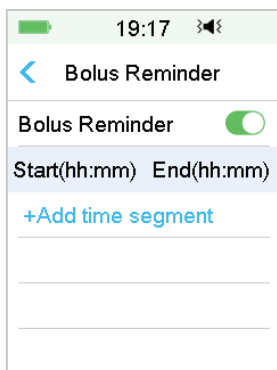 19:17
Bolus Reminder
Bolus Reminder
Start(hh:mm) End(hh:mm)
+Add time segment